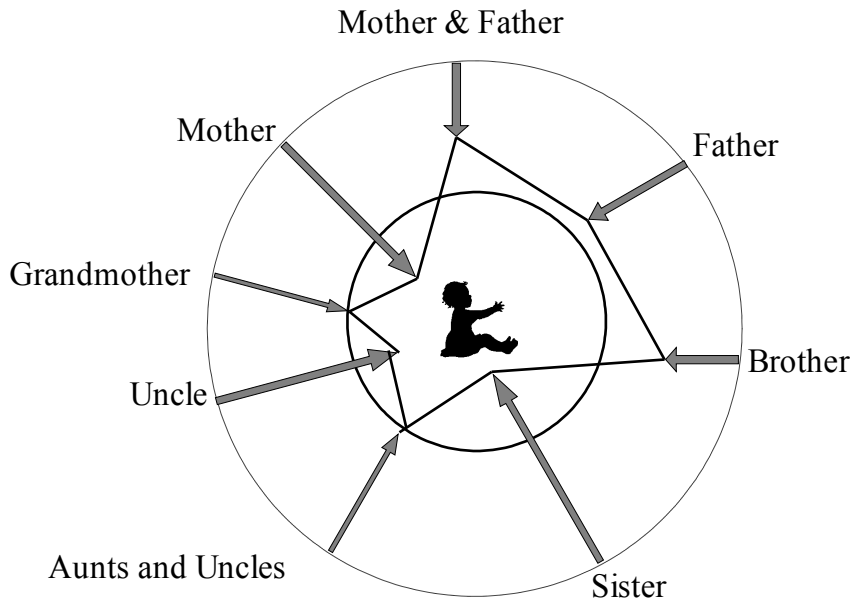 Mother & Father
Mother
Father
Grandmother
Brother
Uncle
Aunts and Uncles
Sister